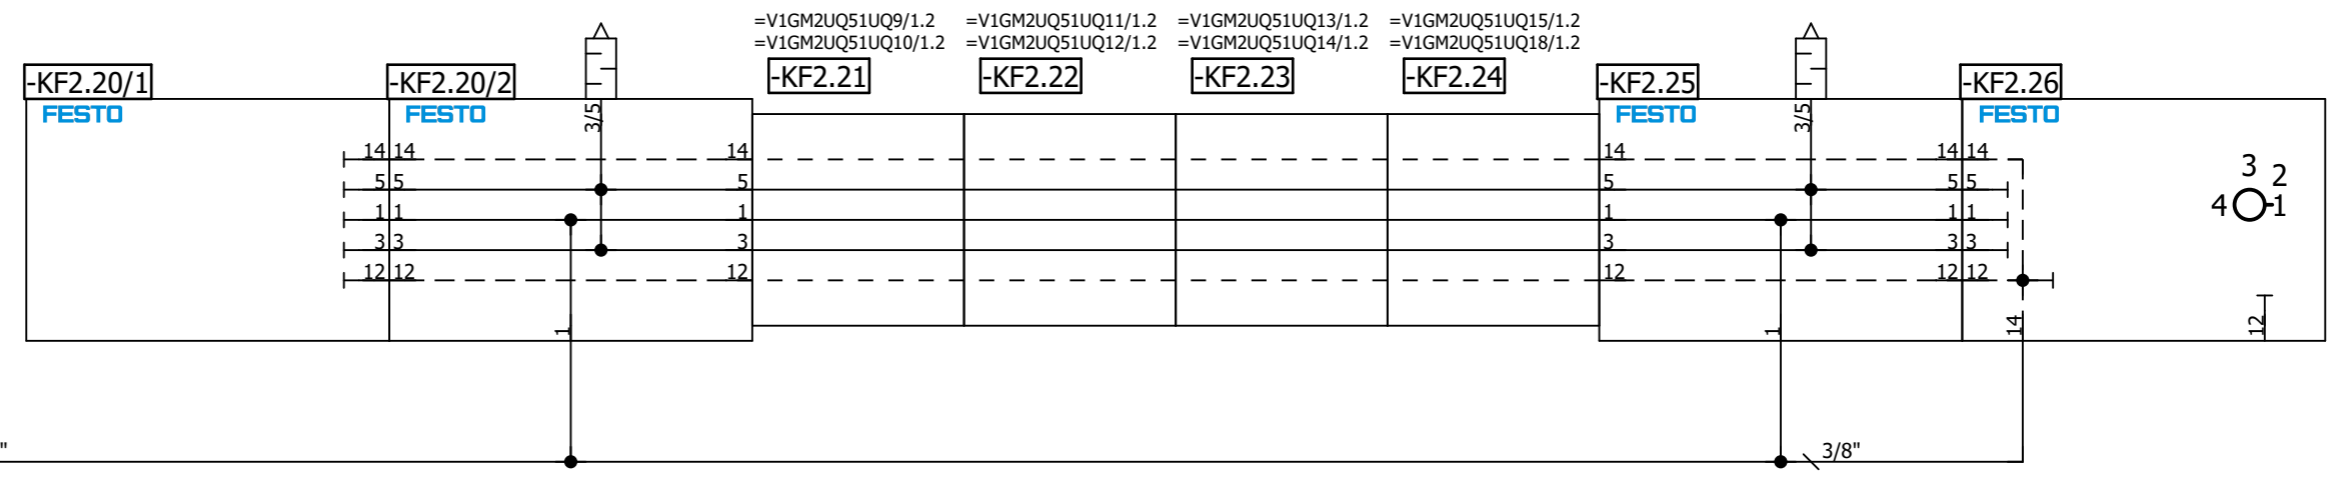 =V1GM2UQ51UQ9/1.2 =V1GM2UQ51UQ11/1.2 =V1GM2UQ51UQ13/1.2 =V1GM2UQ51UQ15/1.2
=V1GM2UQ51UQ10/1.2 =V1GM2UQ51UQ12/1.2 =V1GM2UQ51UQ14/1.2 =V1GM2UQ51UQ18/1.2
-KF2.20/1 -KF2.20/2 -KF2.21 -KF2.22 -KF2.23 -KF2.24 -KF2.25 -KF2.26
FESTO FESTO 3/5 FESTO 3/5 FESTO
14 14 14 14 14 14
5 5 5 5 5 5
1 1 1 1 1 1
3 3 3 3 3 3
12 12 12 12 12 12
3
2
4 1
1 1 14 12
" 3/8"